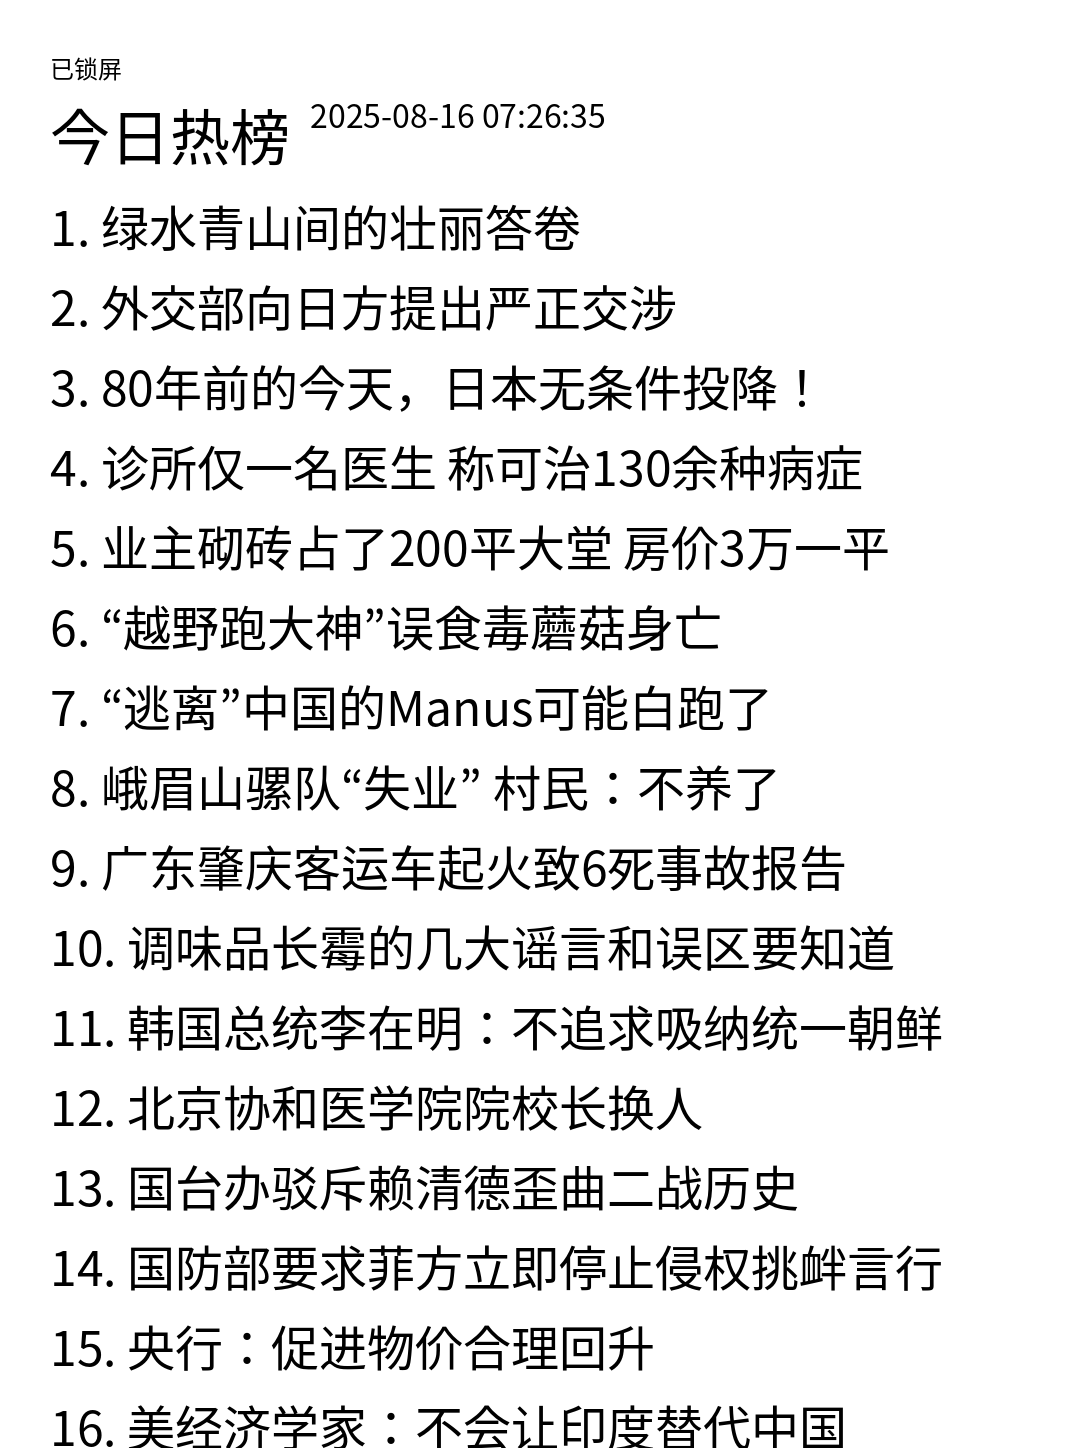 已锁屏
今日热榜 2025-08-16 07:26:35
1. 绿水青山间的壮丽答卷
2. 外交部向日方提出严正交涉
3. 80年前的今天，日本无条件投降！
4. 诊所仅一名医生 称可治130余种病症
5. 业主砌砖占了200平大堂 房价3万一平
6. “越野跑大神”误食毒蘑菇身亡
7. “逃离”中国的Manus可能白跑了
8. 峨眉山骡队“失业” 村民：不养了
9. 广东肇庆客运车起火致6死事故报告
10. 调味品长霉的几大谣言和误区要知道
11. 韩国总统李在明：不追求吸纳统一朝鲜
12. 北京协和医学院院校长换人
13. 国台办驳斥赖清德歪曲二战历史
14. 国防部要求菲方立即停止侵权挑衅言行
15. 央行：促进物价合理回升
16. 美经济学家：不会让印度替代中国